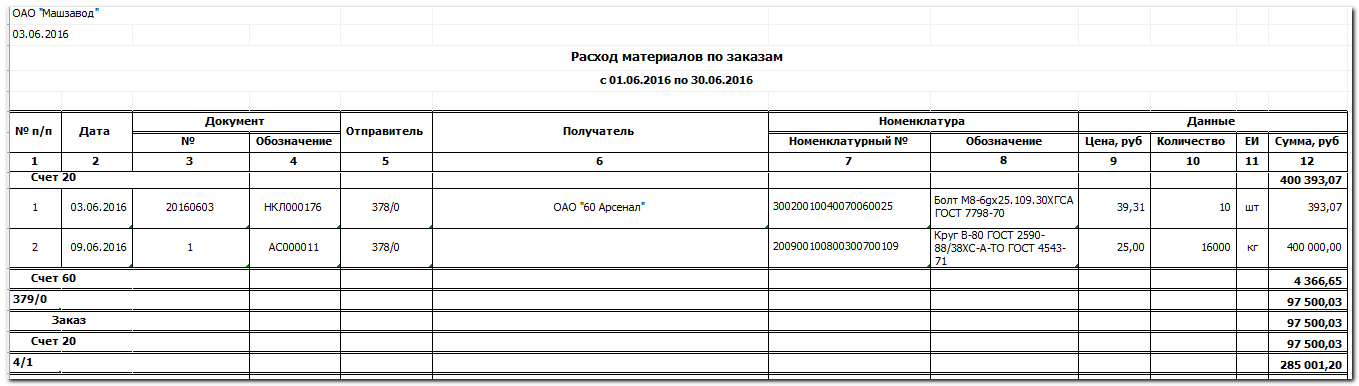 ОАО "Машзавод"
03.06.2016
Расход материалов по заказам
с 01.06.2016 по 30.06.2016
№ п/п Дата Документ Отправитель Получатель Номенклатура Данные
№ Обозначение Номенклатурный № Обозначение Цена, руб Количество ЕИ Сумма, руб
1 2 3 4 5 6 7 8 9 10 11 12
Счет 20 400 393,07
1 03.06.2016 20160603 НКЛ000176 378/0 ОАО "60 Арсенал" 30020010040070060025 Болт М8-6gх25.109.30ХГСА 39,31 10 шт 393,07
ГОСТ 7798-70
2 09.06.2016 1 АС000011 378/0 200900100800300700109 Круг В-80 ГОСТ 2590- 25,00 16000 кг 400 000,00
88/38ХС-А-ТО ГОСТ 4543-
71
Счет 60 4 366,65
379/0 97 500,03
Заказ 97 500,03
Счет 20 97 500,03
4/1 285 001,20